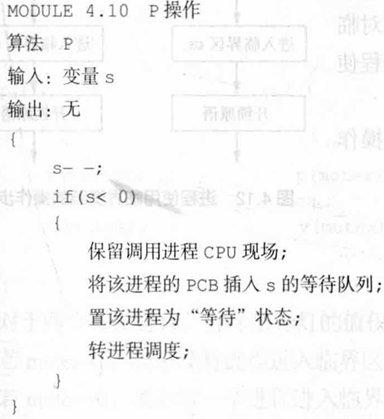 MODULE 4.10 P操作
算法 P
输入: 变量 s
输出: 无
{
s--;
if(s< 0)
{
保留调用进程 CPU 现场;
将该进程的 PCB 插入 s 的等待队列;
置该进程为“等待”状态;
转进程调度;
}
}